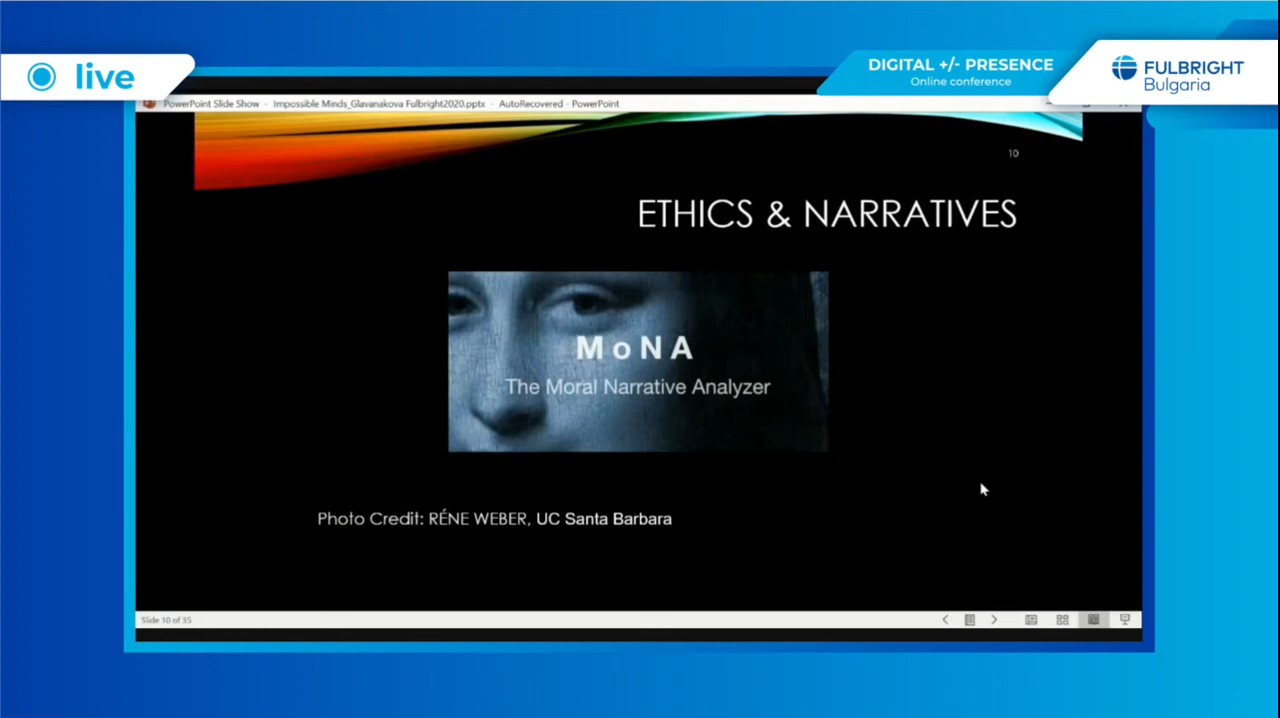 live
DIGITAL +/- PRESENCE
Online conference
FULBRIGHT
Bulgaria
PowerPoint Slide Show - Impossible Minds_Glavanakova Fulbright2020.pptx - AutoRecovered - PowerPoint
10
ETHICS & NARRATIVES
MoNA
The Moral Narrative Analyzer
Photo Credit: RÉNE WEBER, UC Santa Barbara
Slide 10 of 35